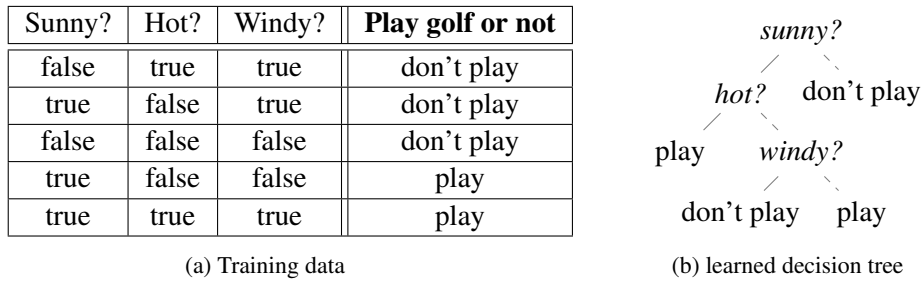 Sunny? Hot? Windy? Play golf or not
false true true don't play
true false true don't play
false false false don't play
true false false play
true true true play
(a) Training data
sunny?
hot? don't play
play windy?
don't play play
(b) learned decision tree